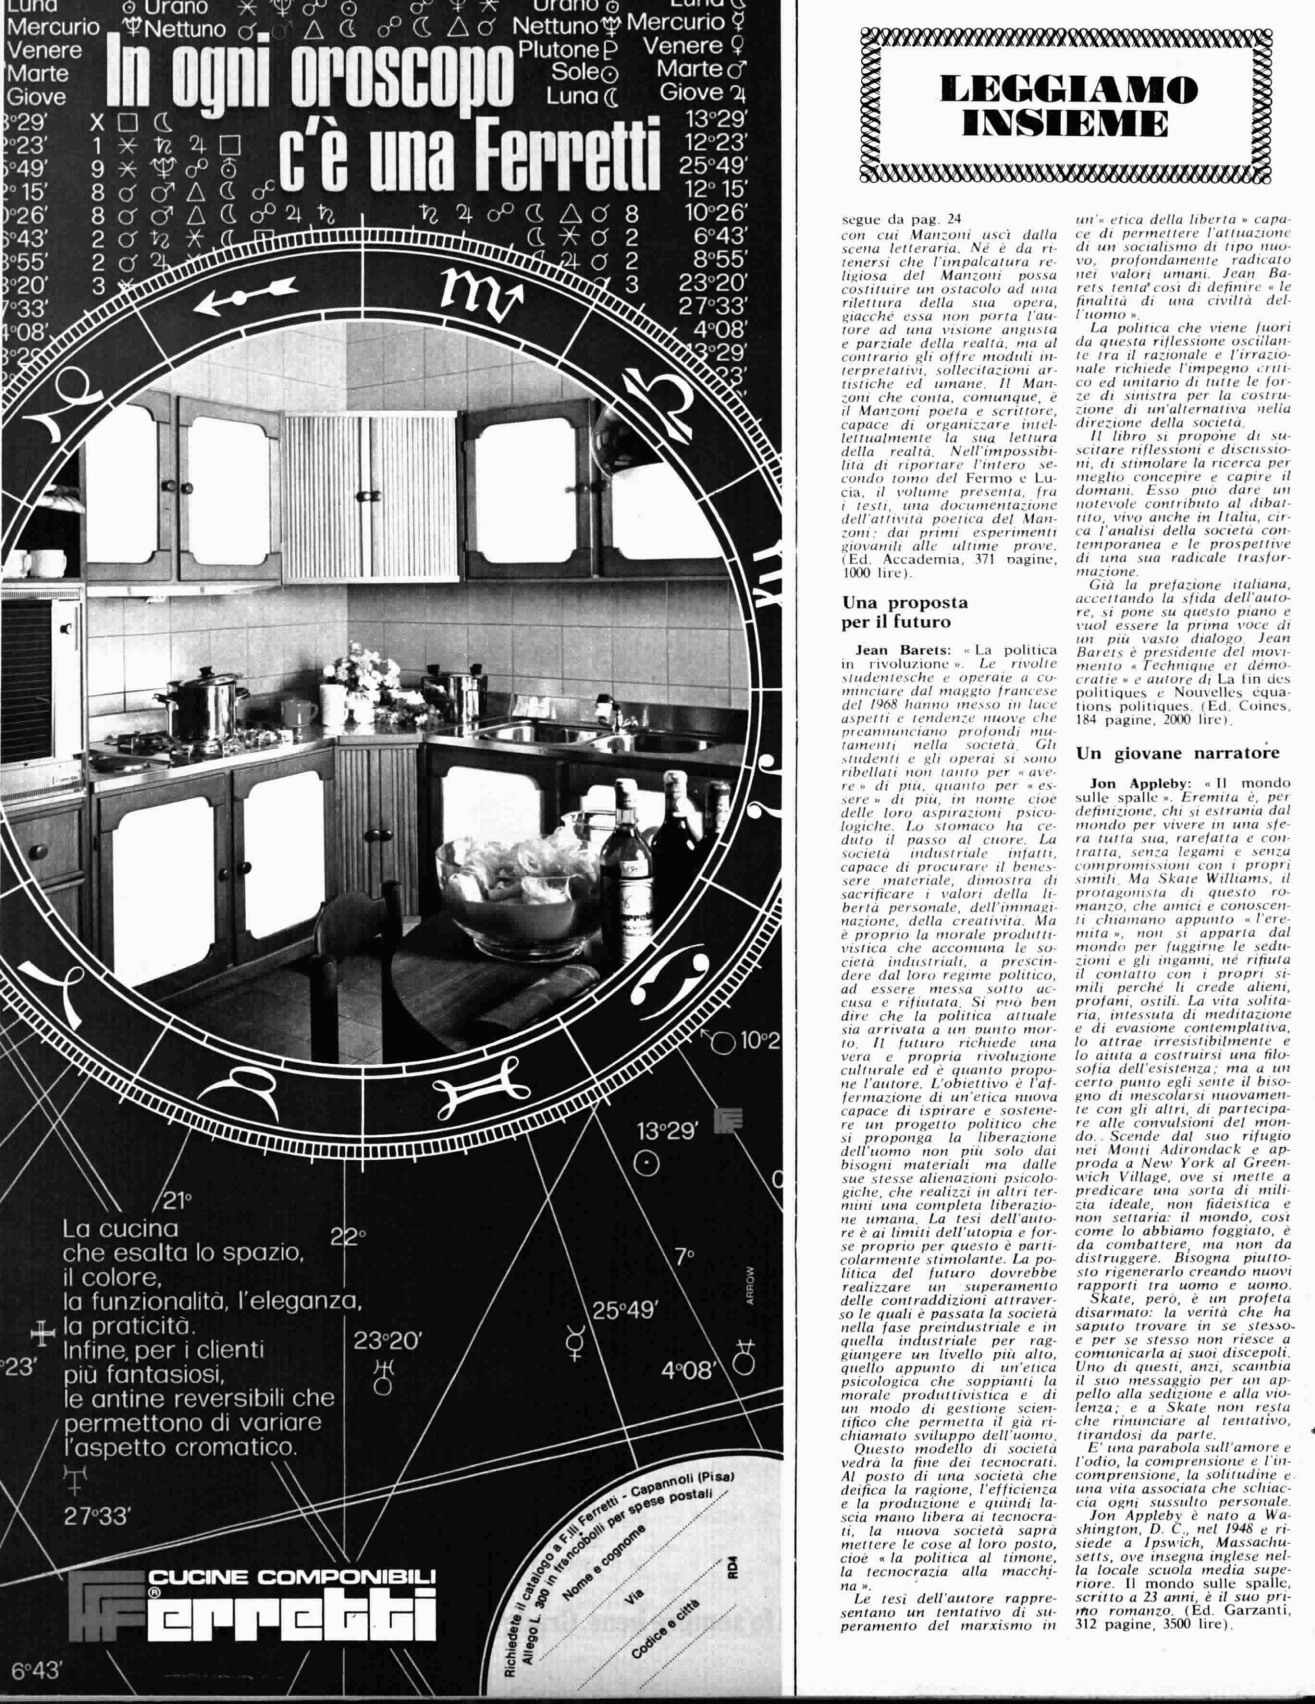 Luna
Mercurio
Venere
Marte
Giove
Urano
Nettuno
In ogni oroscopo
c'è una Ferretti
Urano
Nettuno
Plutone
Sole
Luna
Luna
Mercurio
Venere
Marte
Giove
13°29'
12°23'
25°49'
12°15'
10°26'
6°43'
8°55'
23°20'
27°33'
4°08'
13°29'
X
1
9
8
8
2
2
3
8
2
2
3
10°2
13°29'
21°
22°
7°
25°49'
23°20'
4°08'
ARROW
La cucina
che esalta lo spazio,
il colore,
la funzionalità, l'eleganza,
la praticità.
Infine, per i clienti
più fantasiosi,
le antine reversibili che
permettono di variare
l'aspetto cromatico.
27°33'
CUCINE COMPONIBILI
Ferretti
®
6°43'
Richiedete il catalogo a F.lli Ferretti - Capannoli (Pisa)
Allego L. 300 in francobolli per spese postali
Nome e cognome
Via
Codice e città
RD4
LEGGIAMO
INSIEME
segue da pag. 24
con cui Manzoni uscì dalla
scena letteraria. Né è da ri-
tenersi che l'impalcatura re-
ligiosa del Manzoni possa
costituire un ostacolo ad una
rilettura della sua opera,
giacché essa non porta l'au-
tore ad una visione angusta
e parziale della realtà, ma al
contrario gli offre moduli in-
terpretativi, sollecitazioni ar-
tistiche ed umane. Il Man-
zoni che conta, comunque, è
il Manzoni poeta e scrittore,
capace di organizzare intel-
lettualmente la sua lettura
della realtà. Nell'impossibi-
lità di riportare l'intero se-
condo tomo del Fermo e Lu-
cia, il volume presenta, fra
i testi, una documentazione
dell'attività poetica del Man-
zoni: dai primi esperimenti
giovanili alle ultime prove.
(Ed. Accademia, 371 pagine,
1000 lire).
Una proposta
per il futuro
Jean Barets: « La politica
in rivoluzione ». Le rivolte
studentesche e operaie a co-
minciare dal maggio francese
del 1968 hanno messo in luce
aspetti e tendenze nuove che
preannunciano profondi mu-
tamenti nella società. Gli
studenti e gli operai si sono
ribellati non tanto per « ave-
re » di più, quanto per « es-
sere » di più, in nome cioè
delle loro aspirazioni psico-
logiche. Lo stomaco ha ce-
duto il passo al cuore. La
società industriale infatti,
capace di procurare il benes-
sere materiale, dimostra di
sacrificare i valori della li-
bertà personale, dell'immagi-
nazione, della creatività. Ma
è proprio la morale produtti-
vistica che accomuna le so-
cietà industriali, a prescin-
dere dal loro regime politico,
ad essere messa sotto ac-
cusa e rifiutata. Si può ben
dire che la politica attuale
sia arrivata a un punto mor-
to. Il futuro richiede una
vera e propria rivoluzione
culturale ed è quanto propo-
ne l'autore. L'obiettivo è l'af-
fermazione di un'etica nuova
capace di ispirare e sostene-
re un progetto politico che
si proponga la liberazione
dell'uomo non più solo dai
bisogni materiali ma dalle
sue stesse alienazioni psicolo-
giche, che realizzi in altri ter-
mini una completa liberazio-
ne umana. La tesi dell'auto-
re è ai limiti dell'utopia e for-
se proprio per questo è parti-
colarmente stimolante. La po-
litica del futuro dovrebbe
realizzare un superamento
delle contraddizioni attraver-
so le quali è passata la società
nella fase preindustriale e in
quella industriale per rag-
giungere un livello più alto,
quello appunto di un'etica
psicologica che soppianti la
morale produttivistica e di
un modo di gestione scien-
tifico che permetta il già ri-
chiamato sviluppo dell'uomo.
Questo modello di società
vedrà la fine dei tecnocrati.
Al posto di una società che
deifica la ragione, l'efficienza
e la produzione e quindi la-
scia mano libera ai tecnocra-
ti, la nuova società saprà
mettere le cose al loro posto,
cioè « la politica al timone,
la tecnocrazia alla macchi-
na ».
Le tesi dell'autore rappre-
sentano un tentativo di su-
peramento del marxismo in
un'« etica della libertà » capa-
ce di permettere l'attuazione
di un socialismo di tipo nuo-
vo, profondamente radicato
nei valori umani. Jean Ba-
rets tenta così di definire « le
finalità di una civiltà del-
l'uomo ».
La politica che viene fuori
da questa riflessione oscillan-
te tra il razionale e l'irrazio-
nale richiede l'impegno criti-
co ed unitario di tutte le for-
ze di sinistra per la costru-
zione di un'alternativa nella
direzione della società.
Il libro si propone di su-
scitare riflessioni e discussio-
ni, di stimolare la ricerca per
meglio concepire e capire il
domani. Esso può dare un
notevole contributo al dibat-
tito, vivo anche in Italia, cir-
ca l'analisi della società con-
temporanea e le prospettive
di una sua radicale trasfor-
mazione.
Già la prefazione italiana,
accettando la sfida dell'auto-
re, si pone su questo piano e
vuol essere la prima voce di
un più vasto dialogo. Jean
Barets è presidente del movi-
mento « Technique et démo-
cratie » e autore di La fin des
politiques e Nouvelles équa-
tions politiques. (Ed. Coines,
184 pagine, 2000 lire).
Un giovane narratore
Jon Appleby: « Il mondo
sulle spalle ». Eremita è, per
definizione, chi si estrania dal
mondo per vivere in una sfe-
ra tutta sua, rarefatta e con-
tratta, senza legami e senza
compromissioni con i propri
simili. Ma Skate Williams, il
protagonista di questo ro-
manzo, che amici e conoscen-
ti chiamano appunto « l'ere-
mita », non si apparta dal
mondo per fuggirne le sedu-
zioni e gli inganni, né rifiuta
il contatto con i propri si-
mili perché li crede alieni,
profani, ostili. La vita solita-
ria, intessuta di meditazione
e di evasione contemplativa,
lo attrae irresistibilmente e
lo aiuta a costruirsi una filo-
sofia dell'esistenza; ma a un
certo punto egli sente il biso-
gno di mescolarsi nuovamen-
te con gli altri, di partecipa-
re alle convulsioni del mon-
do. Scende dal suo rifugio
nei Monti Adirondack e ap-
proda a New York al Green-
wich Village, ove si mette a
predicare una sorta di mili-
zia ideale, non fideistica e
non settaria: il mondo, così
come lo abbiamo foggiato, è
da combattere, ma non da
distruggere. Bisogna piutto-
sto rigenerarlo creando nuovi
rapporti tra uomo e uomo.
Skate, però, è un profeta
disarmato: la verità che ha
saputo trovare in se stesso
e per se stesso non riesce a
comunicarla ai suoi discepoli.
Uno di questi, anzi, scambia
il suo messaggio per un ap-
pello alla sedizione e alla vio-
lenza; e a Skate non resta
che rinunciare al tentativo,
tirandosi da parte.
E' una parabola sull'amore e
l'odio, la comprensione e l'in-
comprensione, la solitudine e
una vita associata che schiac-
cia ogni sussulto personale.
Jon Appleby è nato a Wa-
shington, D. C., nel 1948 e ri-
siede a Ipswich, Massachu-
setts, ove insegna inglese nel-
la locale scuola media supe-
riore. Il mondo sulle spalle,
scritto a 23 anni, è il suo pri-
mo romanzo. (Ed. Garzanti,
312 pagine, 3500 lire).